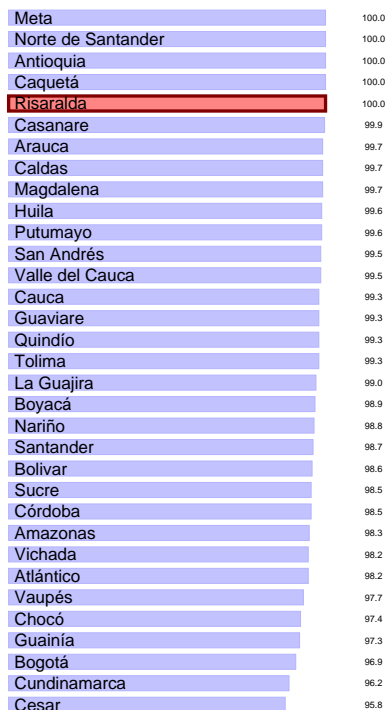 Meta 100.0
Norte de Santander 100.0
Antioquia 100.0
Caquetá 100.0
Risaralda 100.0
Casanare 99.9
Arauca 99.7
Caldas 99.7
Magdalena 99.7
Huila 99.6
Putumayo 99.6
San Andrés 99.5
Valle del Cauca 99.5
Cauca 99.3
Guaviare 99.3
Quindío 99.3
Tolima 99.3
La Guajira 99.0
Boyacá 98.9
Nariño 98.8
Santander 98.7
Bolivar 98.6
Sucre 98.5
Córdoba 98.5
Amazonas 98.3
Vichada 98.2
Atlántico 98.2
Vaupés 97.7
Chocó 97.4
Guainía 97.3
Bogotá 96.9
Cundinamarca 96.2
Cesar 95.8